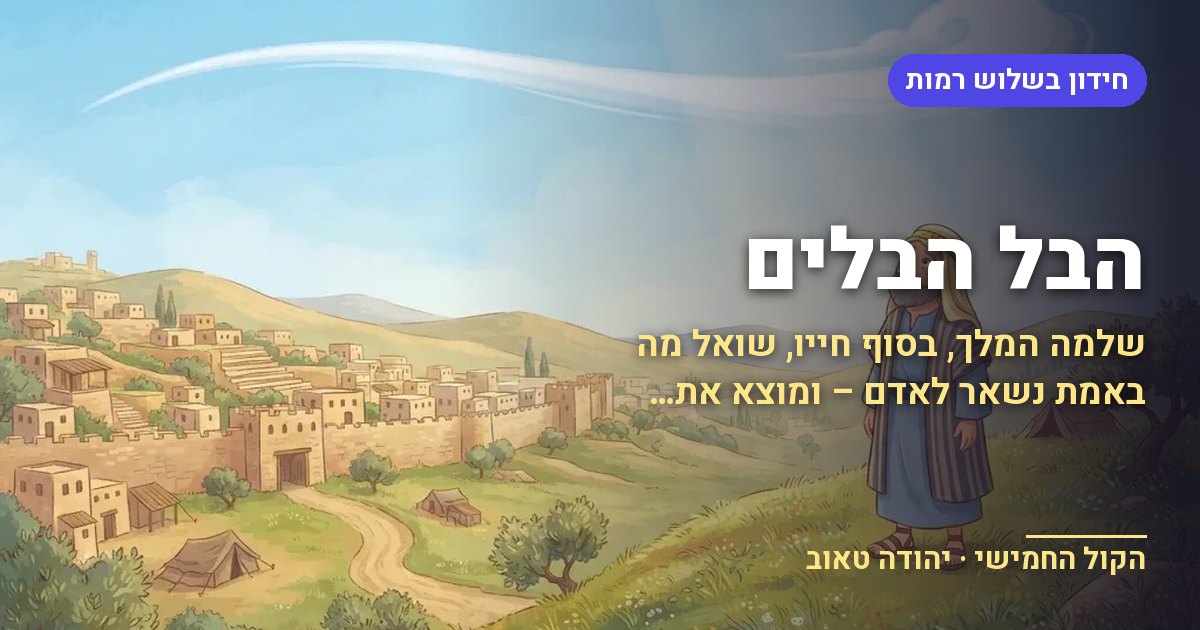 חידון בשלוש רמות
הבל הבלים
שלמה המלך, בסוף חייו, שואל מה
באמת נשאר לאדם – ומוצא את...
הקול החמישי · יהודה טאוב